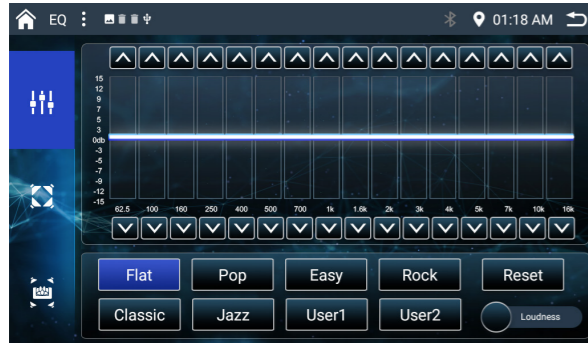 EQ
01:18 AM
15
12
9
7
5
3
0db
-3
-5
-7
-9
-12
-15
62.5 100 160 250 400 500 700 1k 1.6k 2k 3k 4k 5k 7k 10k 16k
Flat Pop Easy Rock Reset
Classic Jazz User1 User2 Loudness